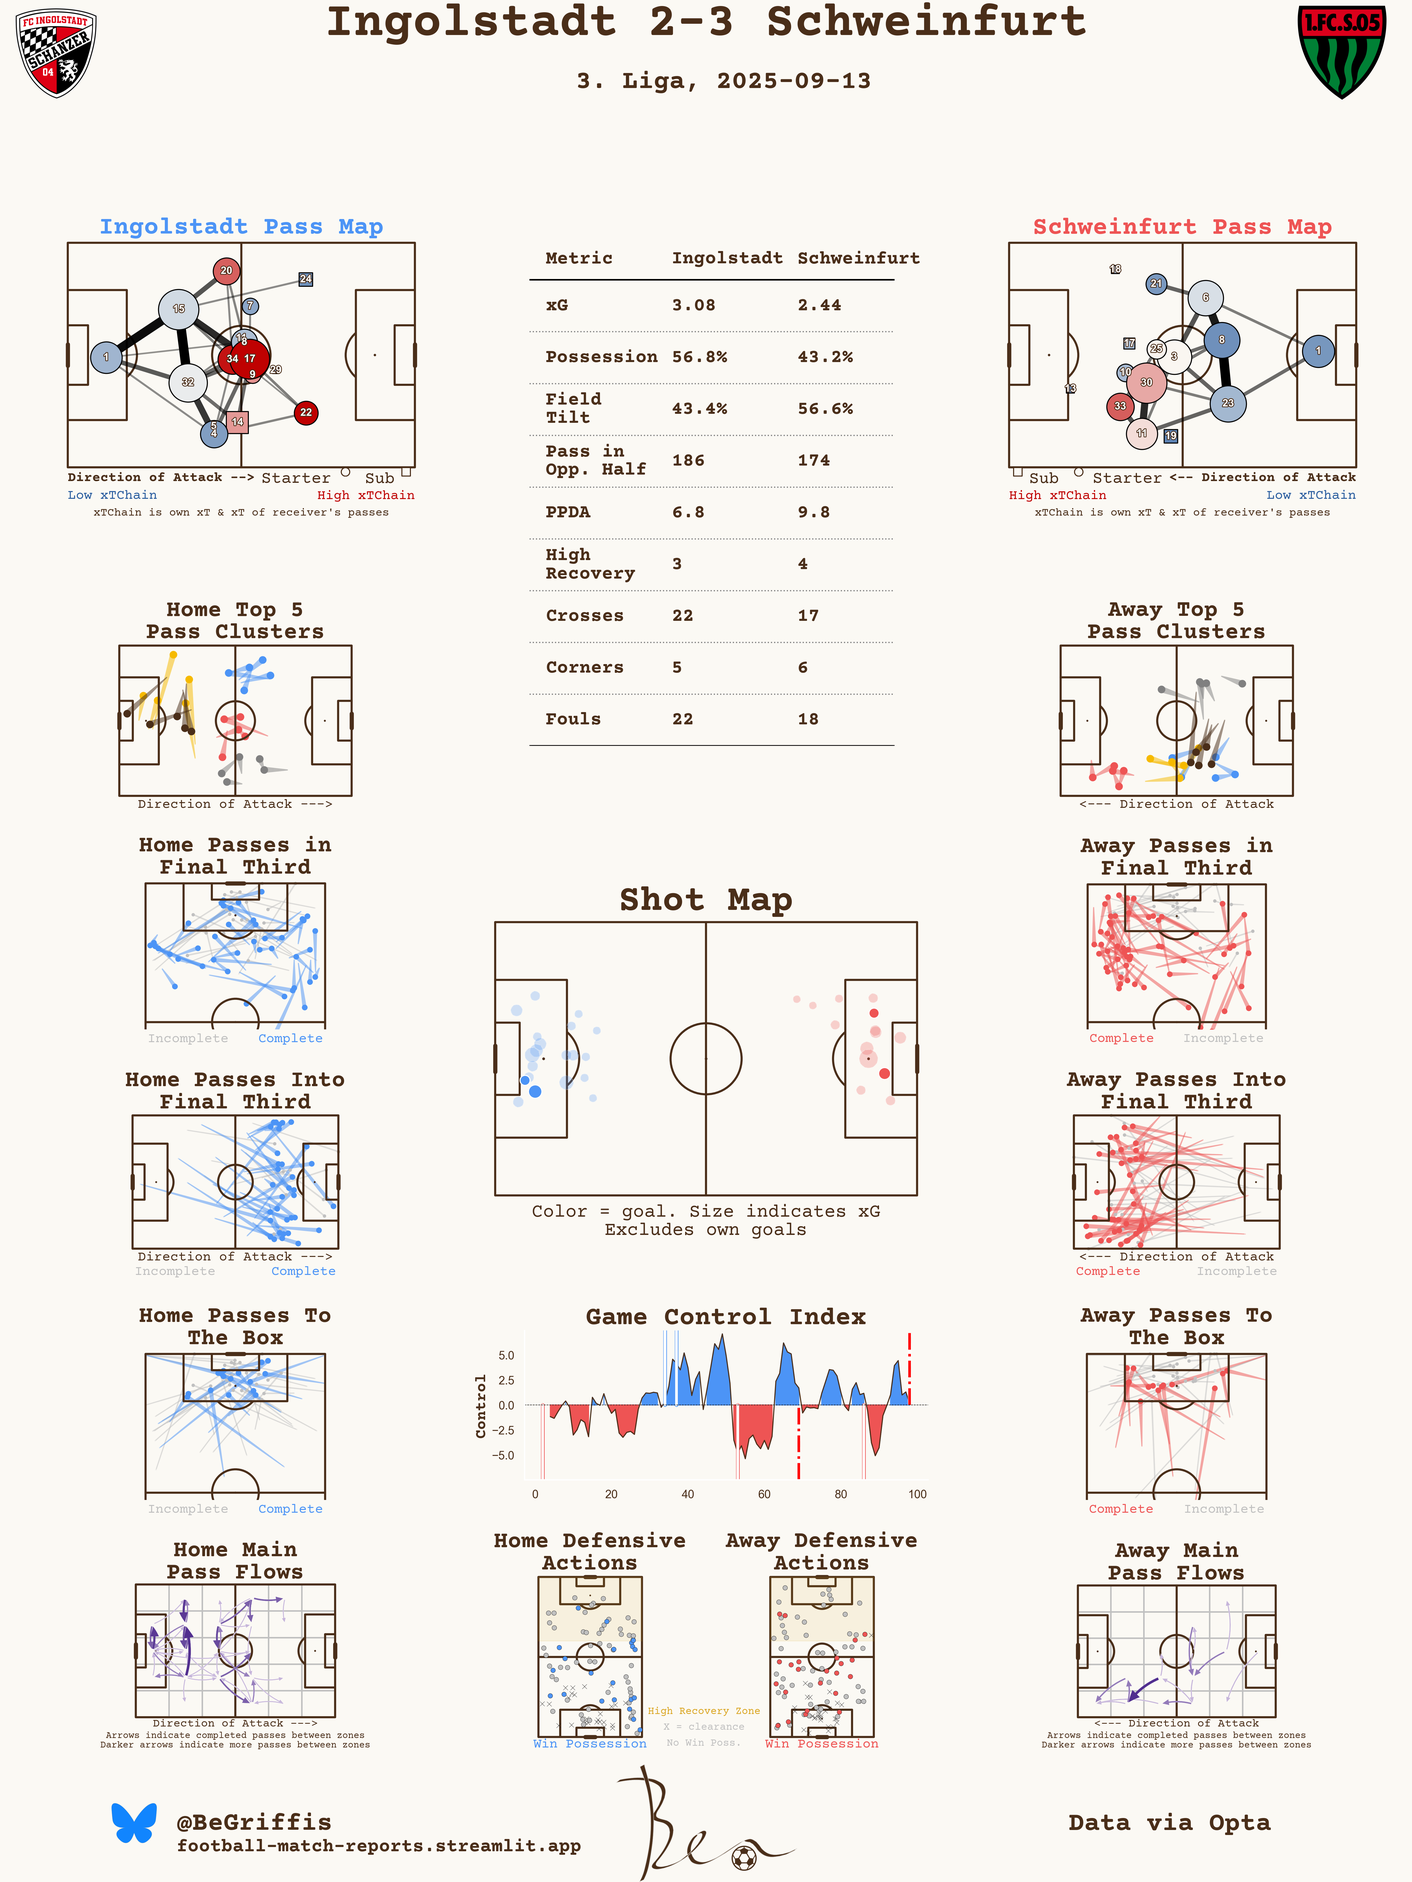 Ingolstadt 2-3 Schweinfurt
3. Liga, 2025-09-13
FC INGOLSTADT
SCHANZER
04
1.FC.S.05
Ingolstadt Pass Map
20
24
15
7
11
8
1
34
17
9
29
32
22
14
5
4
Direction of Attack --> Starter Sub
Low xTChain High xTChain
xTChain is own xT & xT of receiver's passes
Metric Ingolstadt Schweinfurt
xG 3.08 2.44
Possession 56.8% 43.2%
Field
Tilt 43.4% 56.6%
Pass in
Opp. Half 186 174
PPDA 6.8 9.8
High
Recovery 3 4
Crosses 22 17
Corners 5 6
Fouls 22 18
Schweinfurt Pass Map
18
21
6
17
25
3
8
1
10
30
13
33
23
11
19
Sub Starter <-- Direction of Attack
High xTChain Low xTChain
xTChain is own xT & xT of receiver's passes
Home Top 5
Pass Clusters
Direction of Attack --->
Away Top 5
Pass Clusters
<--- Direction of Attack
Home Passes in
Final Third
Incomplete Complete
Away Passes in
Final Third
Complete Incomplete
Shot Map
Color = goal. Size indicates xG
Excludes own goals
Home Passes Into
Final Third
Direction of Attack --->
Incomplete Complete
Away Passes Into
Final Third
<--- Direction of Attack
Complete Incomplete
Home Passes To
The Box
Incomplete Complete
Game Control Index
Control
5.0
2.5
0.0
−2.5
−5.0
0 20 40 60 80 100
Away Passes To
The Box
Complete Incomplete
Home Main
Pass Flows
Direction of Attack --->
Arrows indicate completed passes between zones
Darker arrows indicate more passes between zones
Home Defensive
Actions
Win Possession
Away Defensive
Actions
Win Possession
High Recovery Zone
X = clearance
No Win Poss.
Away Main
Pass Flows
<--- Direction of Attack
Arrows indicate completed passes between zones
Darker arrows indicate more passes between zones
@BeGriffis
football-match-reports.streamlit.app
Ben
Data via Opta